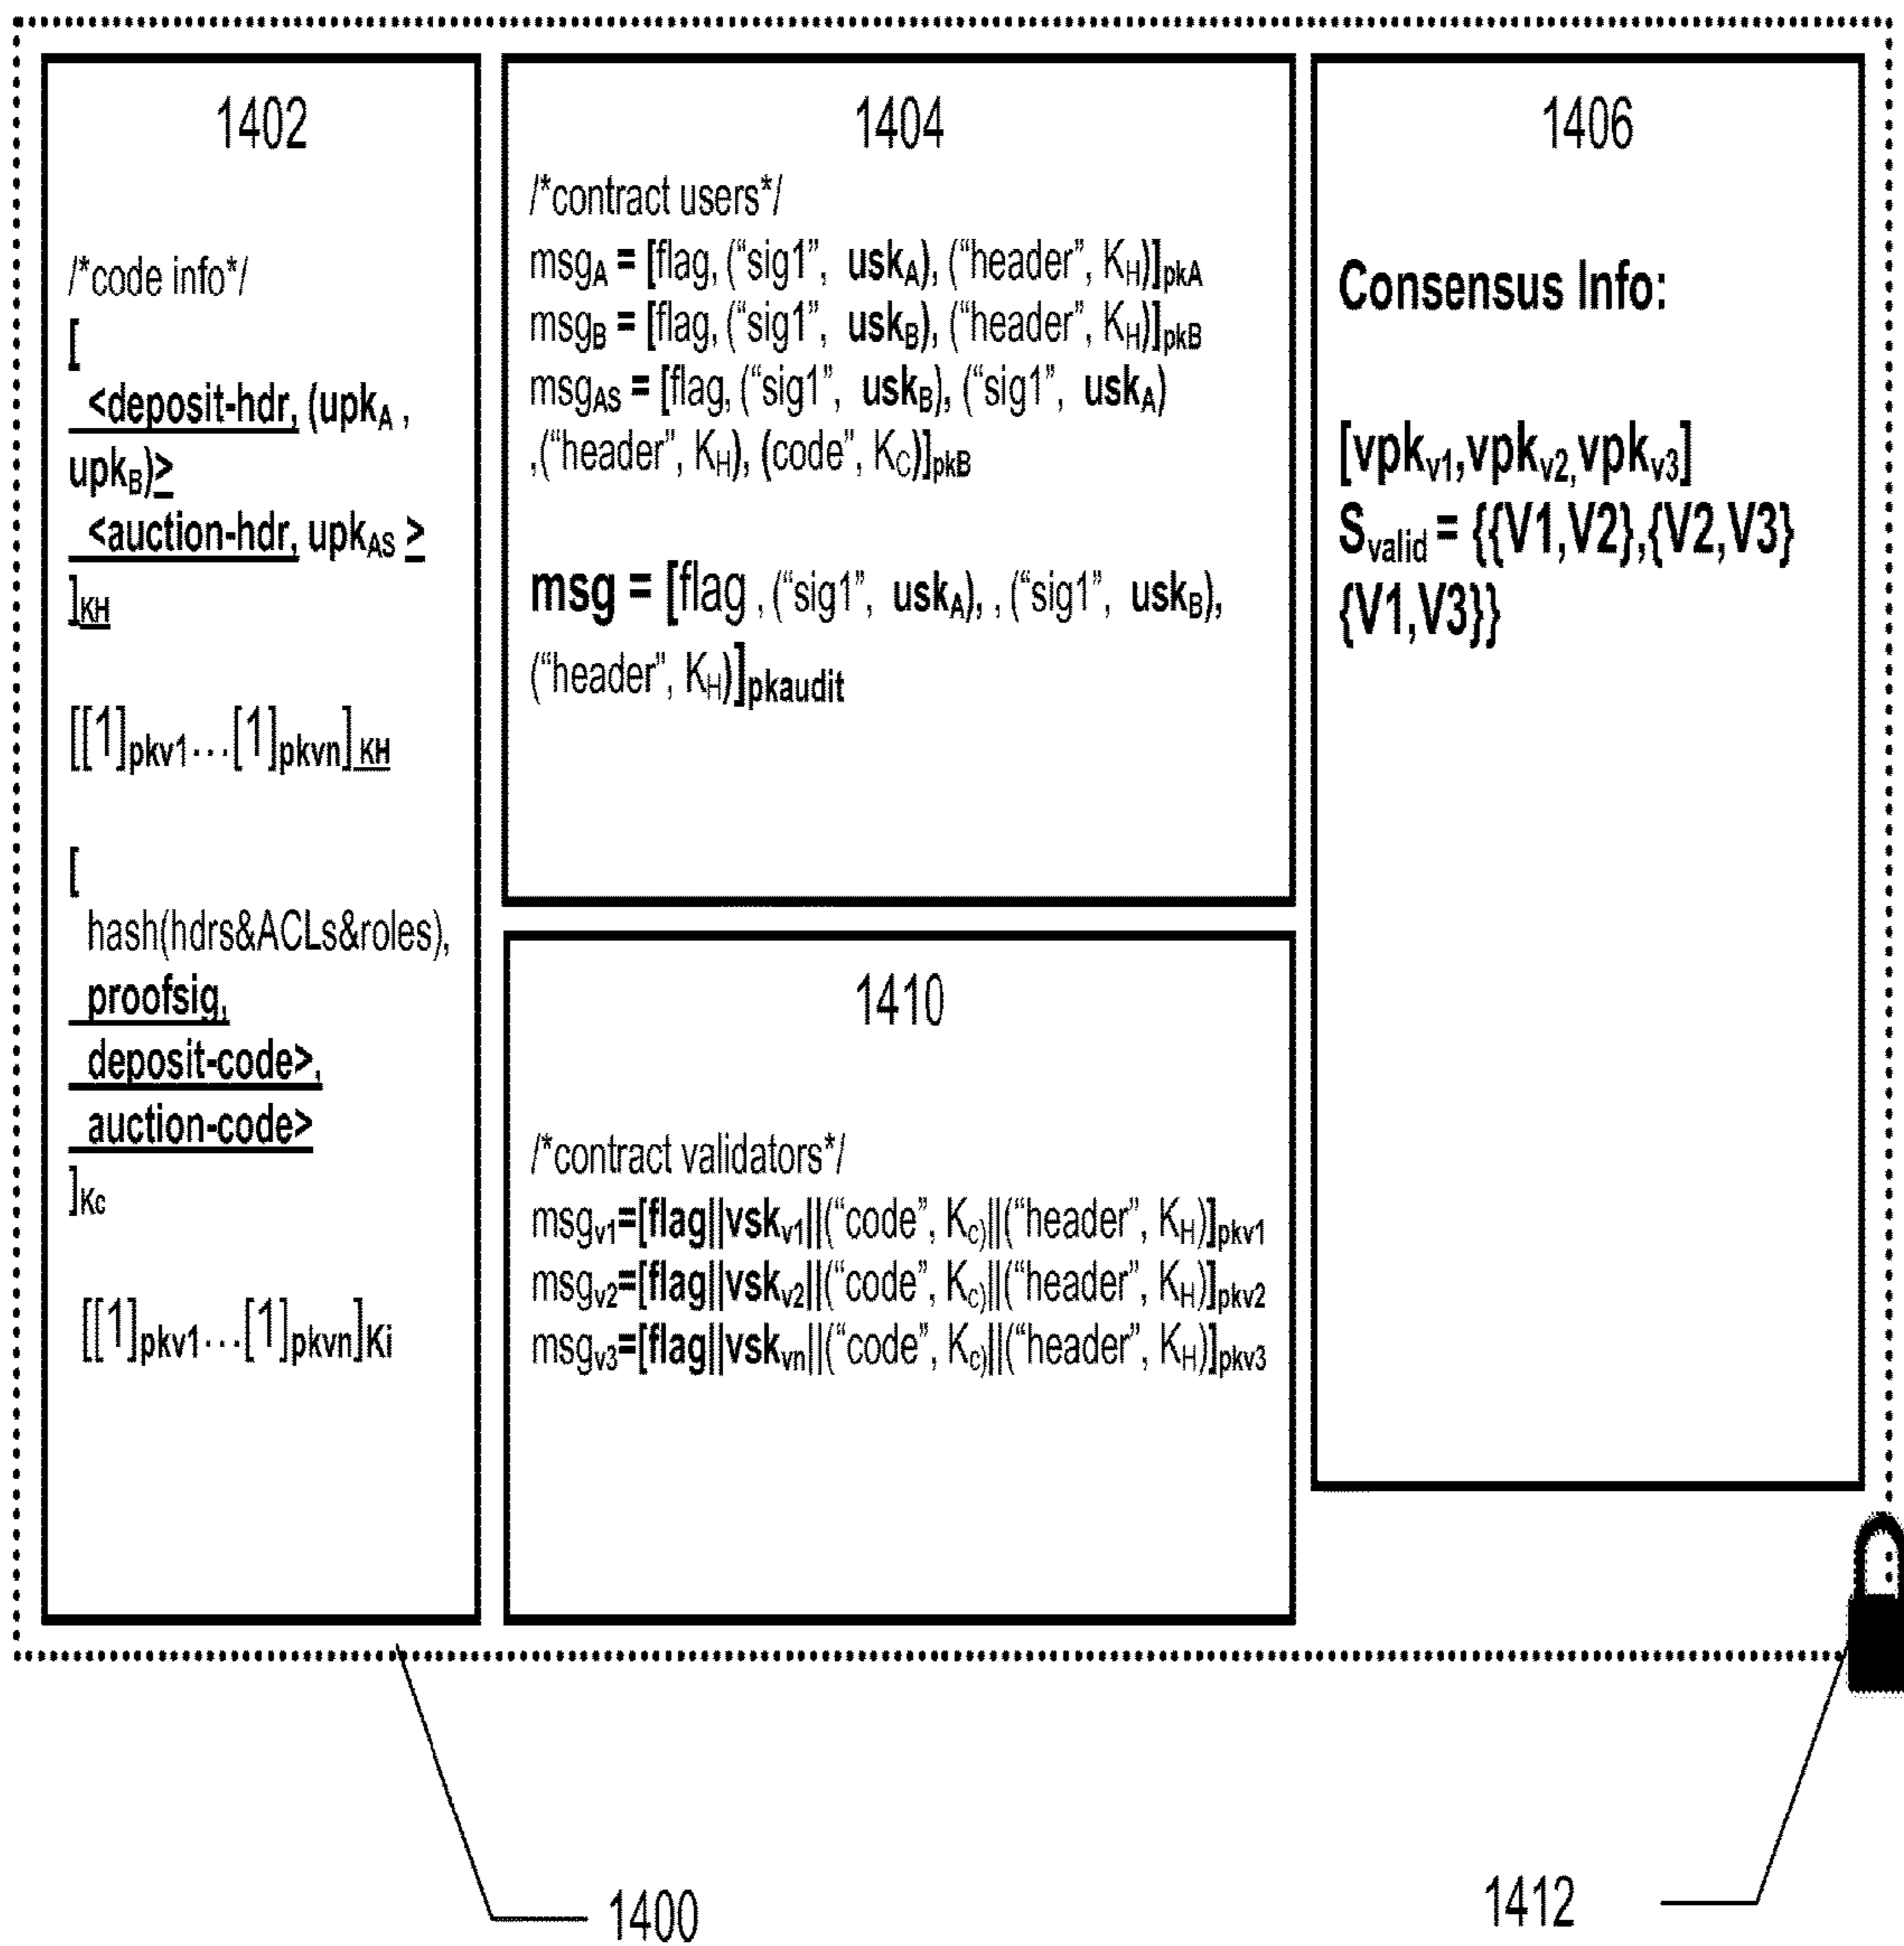 1402
/*code info*/
[
<deposit-hdr, (upkA ,
upkB)>
<auction-hdr, upkAS >
]KH
[[1]pkv1...[1]pkvn]KH
[
hash(hdrs&ACLs&roles),
proofsig,
deposit-code>,
auction-code>
]Kc
[[1]pkv1...[1]pkvn]Ki
1404
/*contract users*/
msgA = [flag, (“sig1”, uskA), (“header”, KH)]pkA
msgB = [flag, (“sig1”, uskB), (“header”, KH)]pkB
msgAS = [flag, (“sig1”, uskB), (“sig1”, uskA)
,(“header”, KH), (code”, KC)]pkB
msg = [flag , (“sig1”, uskA), , (“sig1”, uskB),
(“header”, KH)]pkaudit
1410
/*contract validators*/
msgv1=[flag||vskv1||(“code”, Kc)||(“header”, KH)]pkv1
msgv2=[flag||vskv2||(“code”, Kc)||(“header”, KH)]pkv2
msgv3=[flag||vskvn||(“code”, Kc)||(“header”, KH)]pkv3
1406
Consensus Info:
[vpkv1,vpkv2,vpkv3]
Svalid = {{V1,V2},{V2,V3}
{V1,V3}}
1400
1412